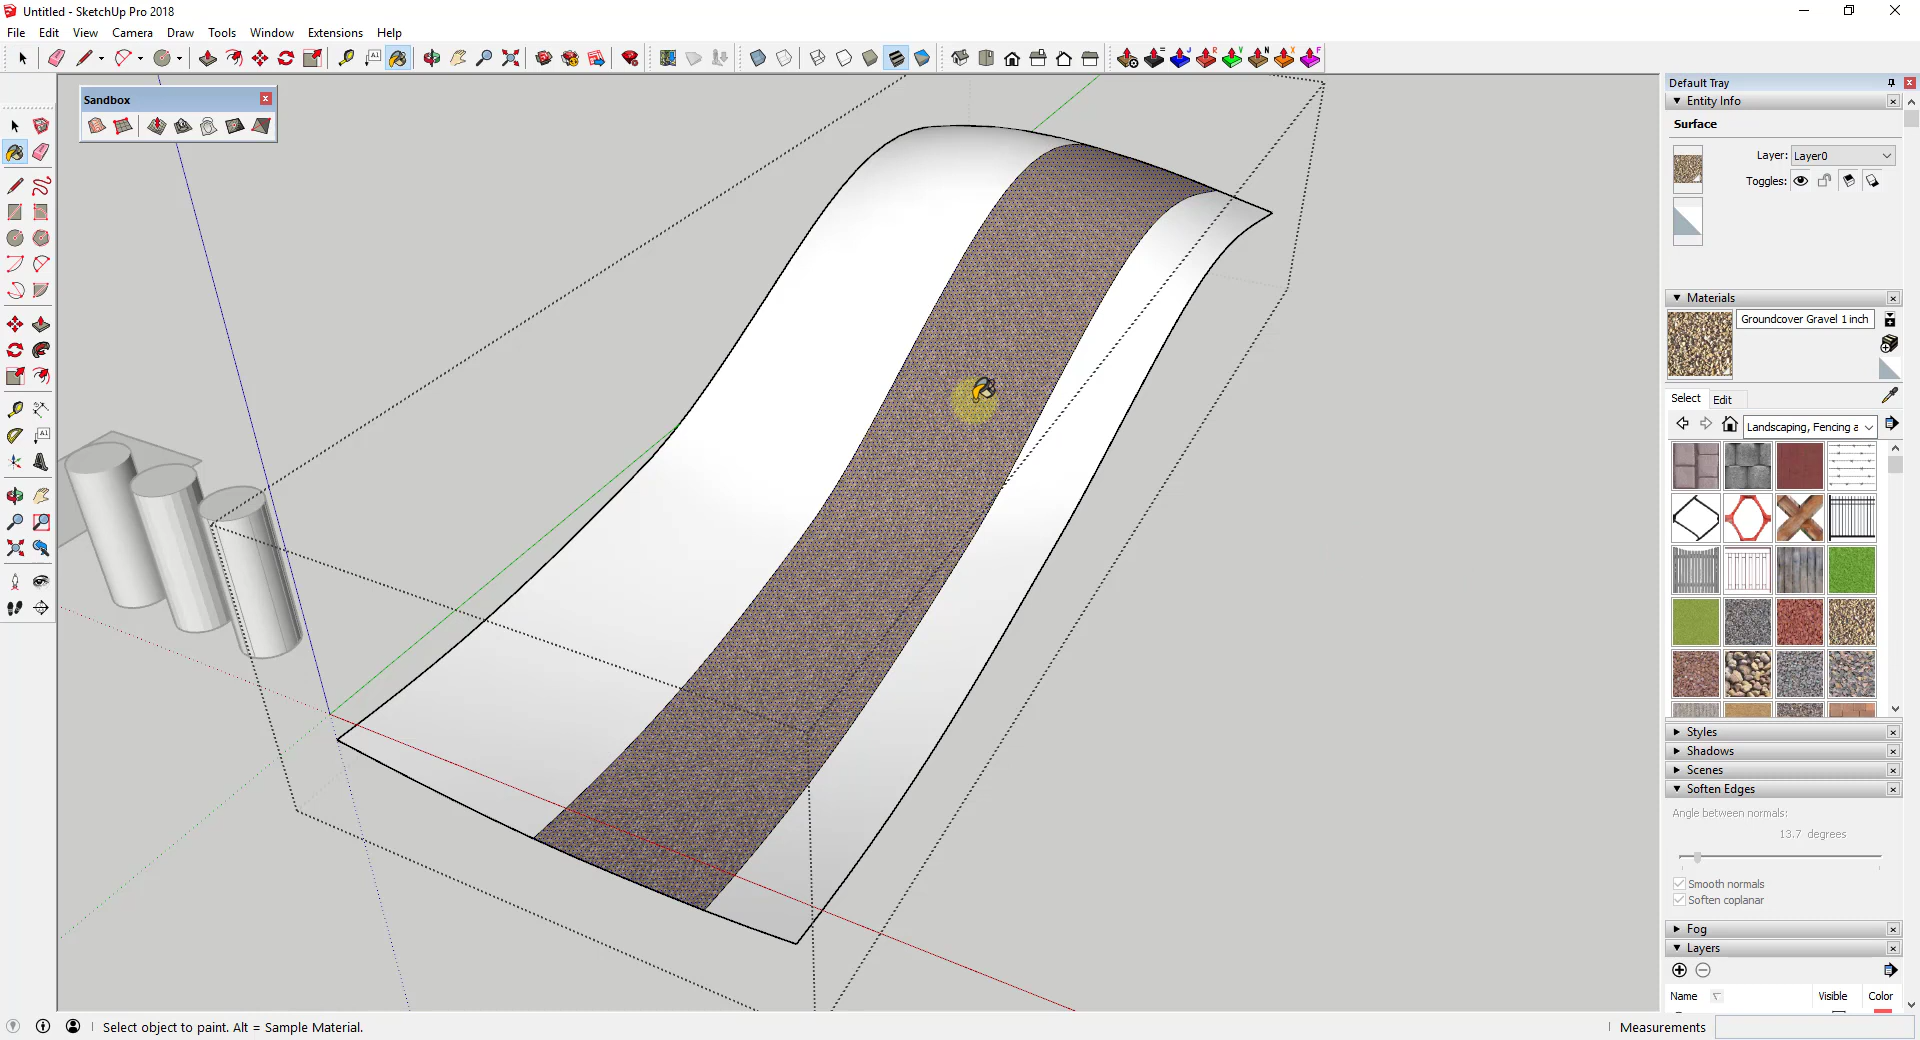 Untitled - SketchUp Pro 2018
File Edit View Camera Draw Tools Window Extensions Help
Sandbox
Default Tray
Entity Info
Surface
Layer: Layer0
Toggles:
Materials
Groundcover Gravel 1 inch
Select Edit
Landscaping, Fencing a
Styles
Shadows
Scenes
Soften Edges
Angle between normals:
13.7 degrees
Smooth normals
Soften coplanar
Fog
Layers
Name Visible Color
Select object to paint. Alt = Sample Material.
Measurements